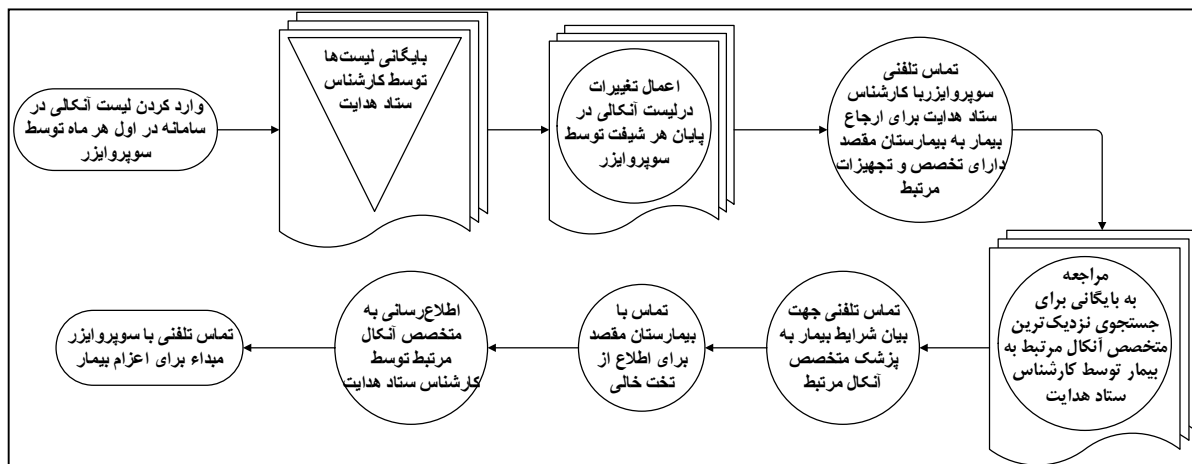 وارد کردن لیست آنکالی در
سامانه در اول هر ماه توسط
سوپروایزر
بایگانی لیست‌ها
توسط کارشناس
ستاد هدایت
اعمال تغییرات
درلیست آنکالی در
پایان هر شیفت توسط
سوپروایزر
تماس تلفنی
سوپروایزربا کارشناس
ستاد هدایت برای ارجاع
بیمار به بیمارستان مقصد
دارای تخصص و تجهیزات
مرتبط
مراجعه
به بایگانی برای
جستجوی نزدیک‌ترین
متخصص آنکال مرتبط به
بیمار توسط کارشناس
ستاد هدایت
تماس تلفنی جهت
بیان شرایط بیمار به
پزشک متخصص
آنکال مرتبط
تماس با
بیمارستان مقصد
برای اطلاع از
تخت خالی
اطلاع‌رسانی به
متخصص آنکال
مرتبط توسط
کارشناس ستاد هدایت
تماس تلفنی با سوپروایزر
مبداء برای اعزام بیمار